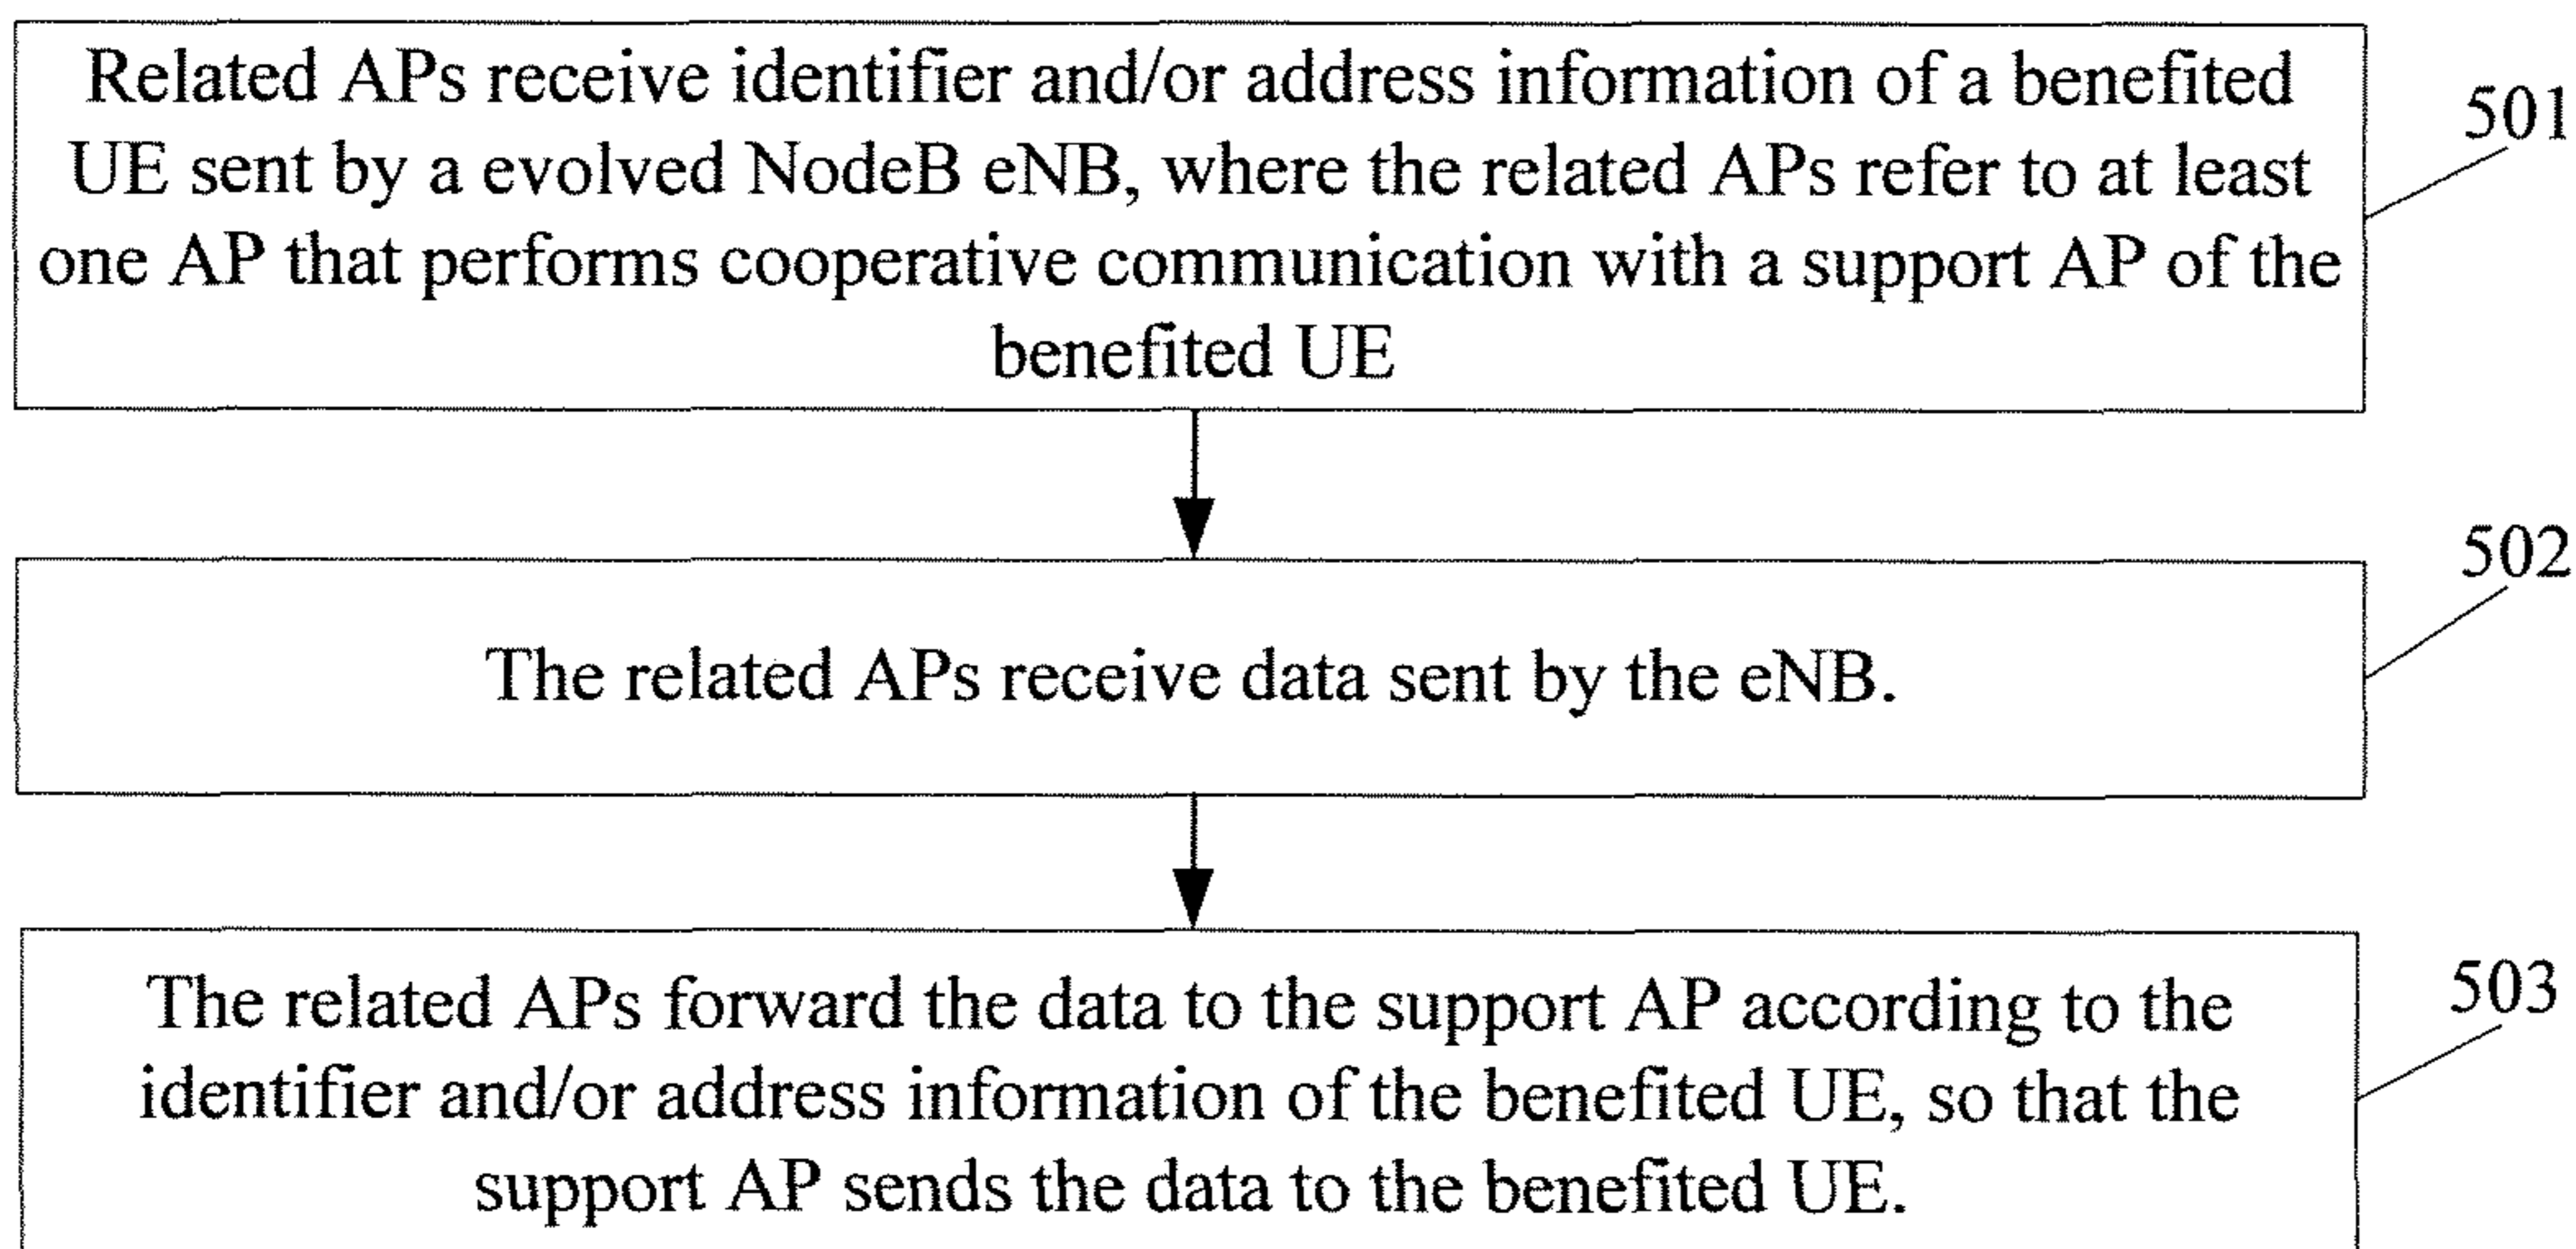 Related APs receive identifier and/or address information of a benefited
UE sent by a evolved NodeB eNB, where the related APs refer to at least
one AP that performs cooperative communication with a support AP of the
benefited UE
501
The related APs receive data sent by the eNB.
502
The related APs forward the data to the support AP according to the
identifier and/or address information of the benefited UE, so that the
support AP sends the data to the benefited UE.
503